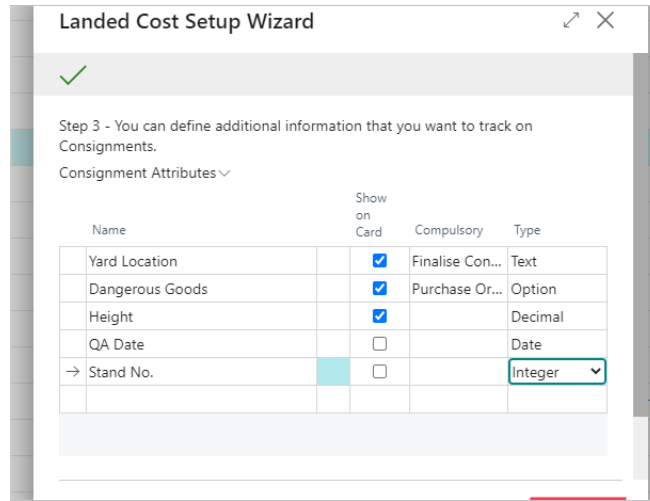 Landed Cost Setup Wizard
Step 3 - You can define additional information that you want to track on
Consignments.
Consignment Attributes
Show
on
Name Card Compulsory Type
Yard Location Finalise Con... Text
Dangerous Goods Purchase Or... Option
Height Decimal
QA Date Date
Stand No. Integer